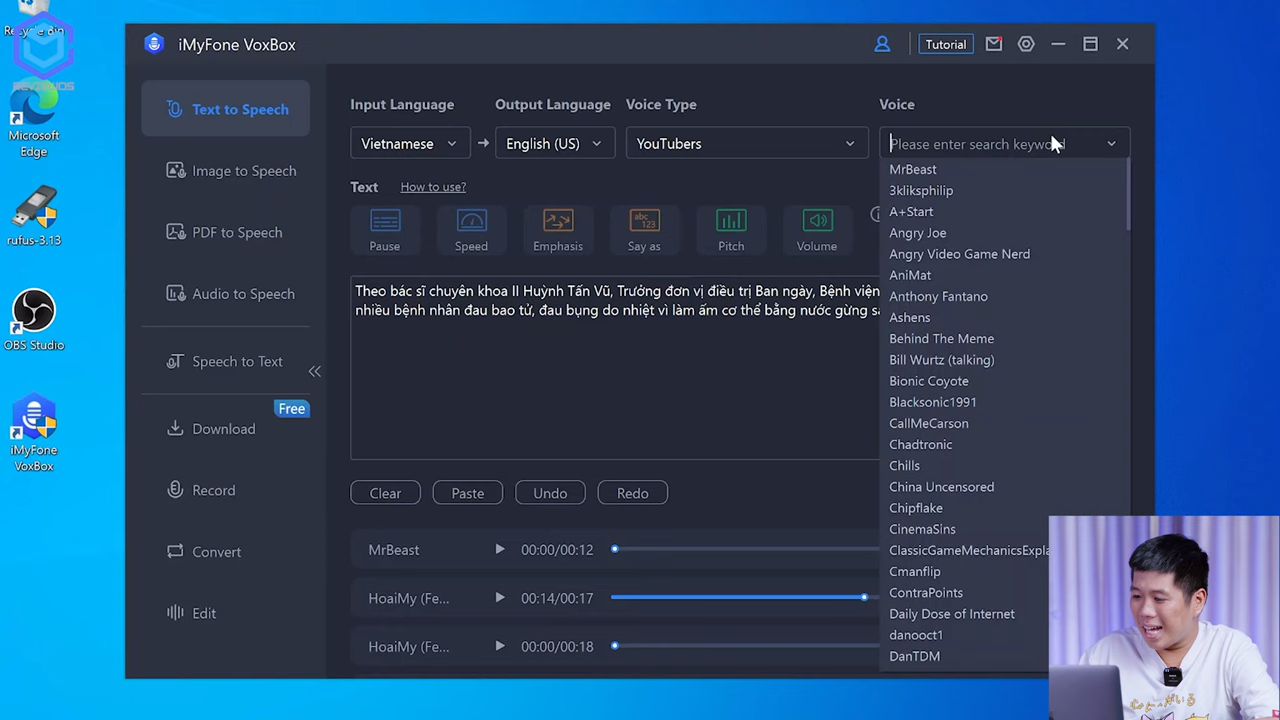 Recycle Bin
iMyFone VoxBox
Tutorial
Microsoft
Edge
rufus-3.13
OBS Studio
iMyFone
VoxBox
Text to Speech
Image to Speech
PDF to Speech
Audio to Speech
Speech to Text
Free
Download
Record
Convert
Edit
Input Language
Output Language
Voice Type
Voice
Vietnamese
English (US)
YouTubers
Please enter search keyword
Text
How to use?
Pause
Speed
Emphasis
abc
123
Say as
Pitch
Volume
Theo bác sĩ chuyên khoa II Huỳnh Tấn Vũ, Trưởng đơn vị điều trị Ban ngày, Bệnh viện
nhiều bệnh nhân đau bao tử, đau bụng do nhiệt vì làm ấm cơ thể bằng nước gừng
Clear
Paste
Undo
Redo
MrBeast
00:00/00:12
HoaiMy (Fe...
00:14/00:17
HoaiMy (Fe...
00:00/00:18
MrBeast
3kliksphilip
A+Start
Angry Joe
Angry Video Game Nerd
AniMat
Anthony Fantano
Ashens
Behind The Meme
Bill Wurtz (talking)
Bionic Coyote
Blacksonic1991
CallMeCarson
Chadtronic
Chills
China Uncensored
Chipflake
CinemaSins
ClassicGameMechanicsExpla
Cmanflip
ContraPoints
Daily Dose of Internet
danooct1
DanTDM